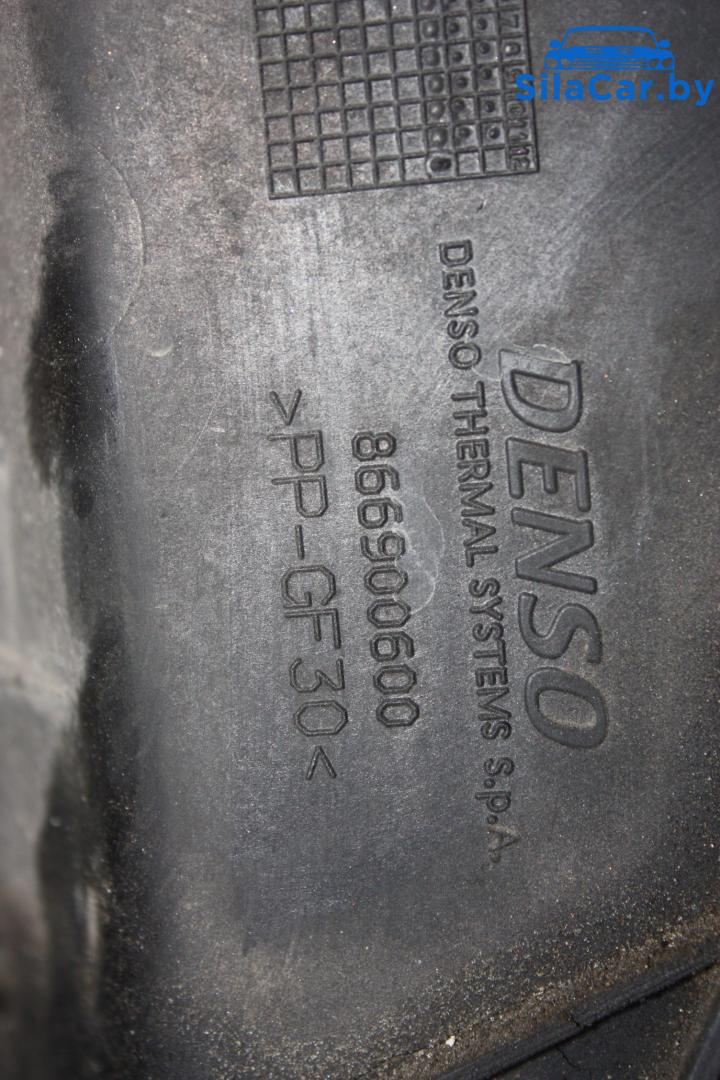 SilaCar.by
DENSO
DENSO THERMAL SYSTEMS S.p.A.
866900600
>PP-GF30<